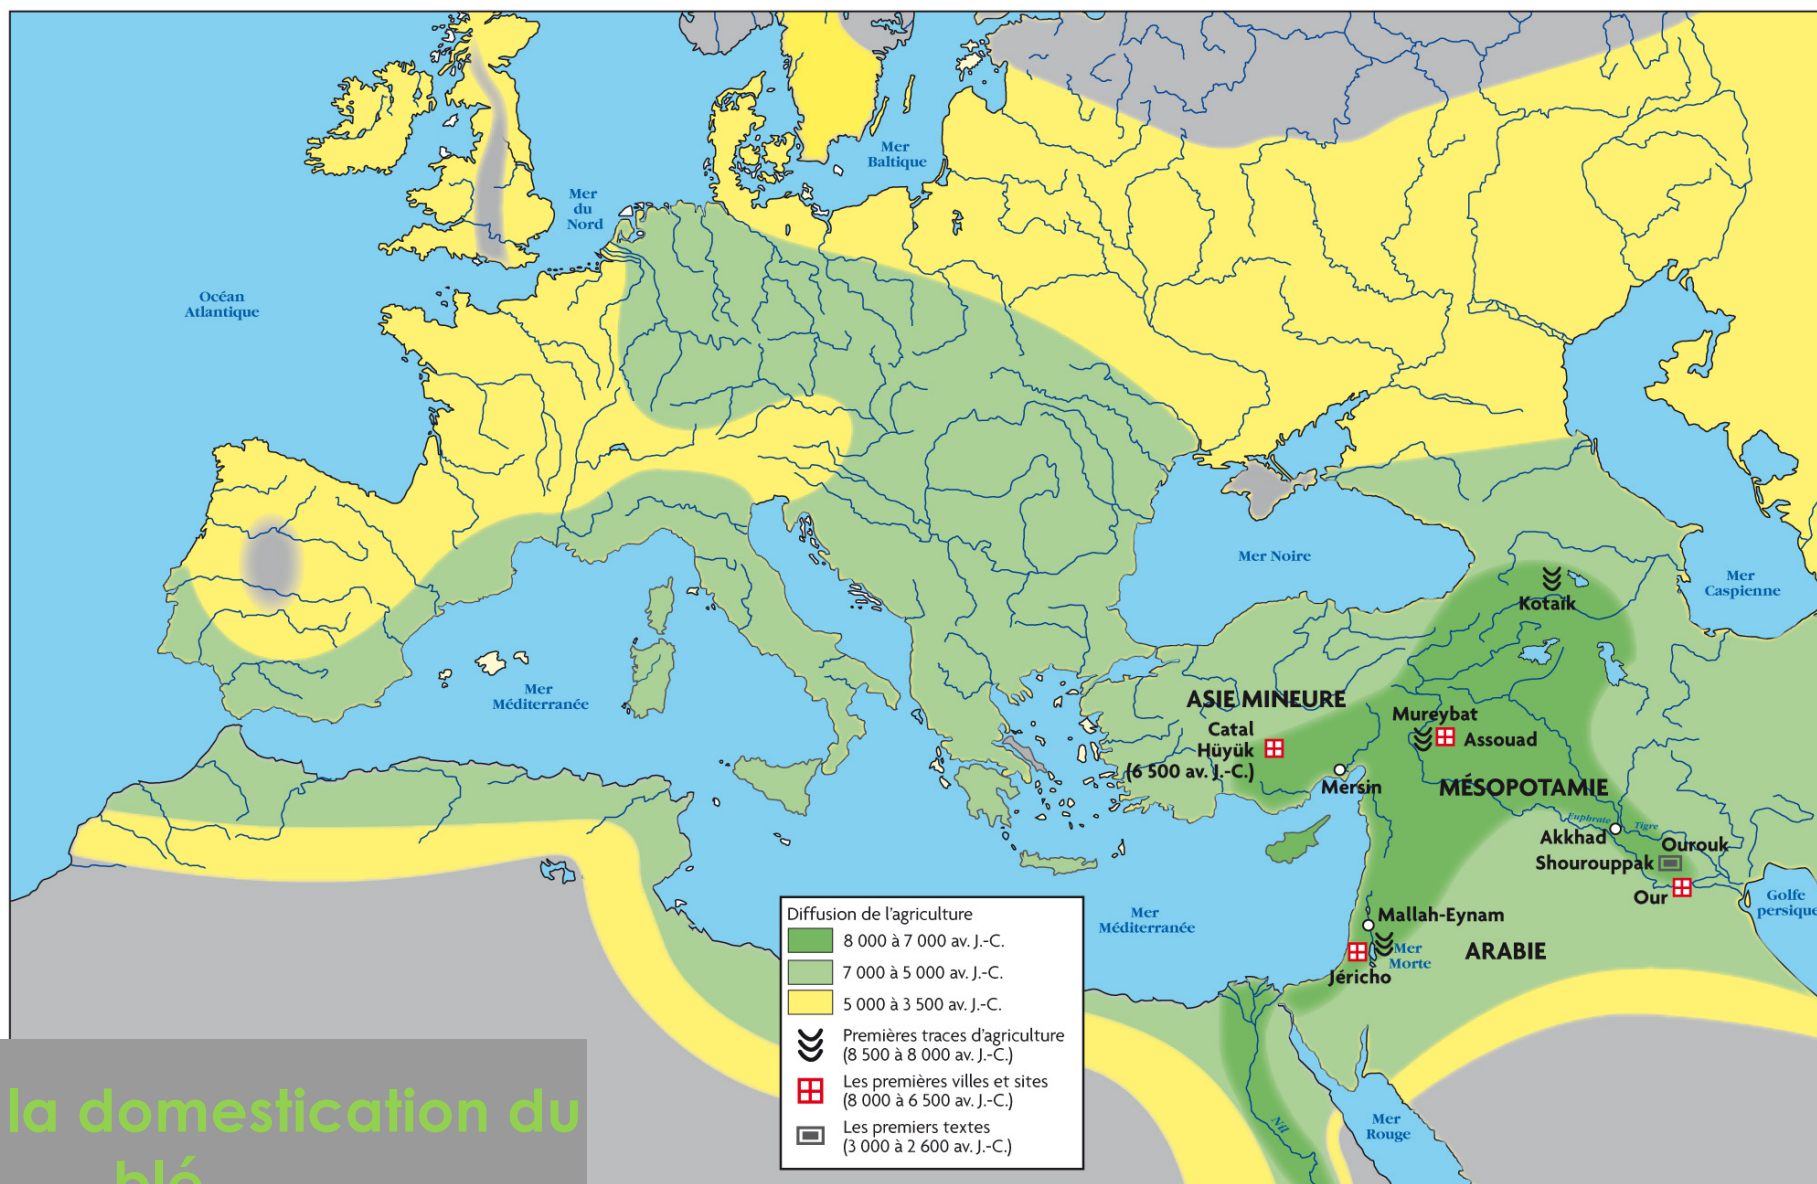 Mer
Baltique
Mer
du
Nord
Océan
Atlantique
Mer Noire
Mer
Caspienne
Kotaïk
Mer
Méditerranée
ASIE MINEURE
Catal
Hüyük
(6 500 av. J.-C.)
Mureybat
Assouad
Mersin
MÉSOPOTAMIE
Euphrate
Tigre
Akkhad
Ourouk
Shourouppak
Our
Golfe
persique
Mer
Méditerranée
Mallah-Eynam
Mer
Morte
ARABIE
Jéricho
Nil
Mer
Rouge
Diffusion de l'agriculture
8 000 à 7 000 av. J.-C.
7 000 à 5 000 av. J.-C.
5 000 à 3 500 av. J.-C.
Premières traces d'agriculture
(8 500 à 8 000 av. J.-C.)
Les premières villes et sites
(8 000 à 6 500 av. J.-C.)
Les premiers textes
(3 000 à 2 600 av. J.-C.)
la domestication du
blé